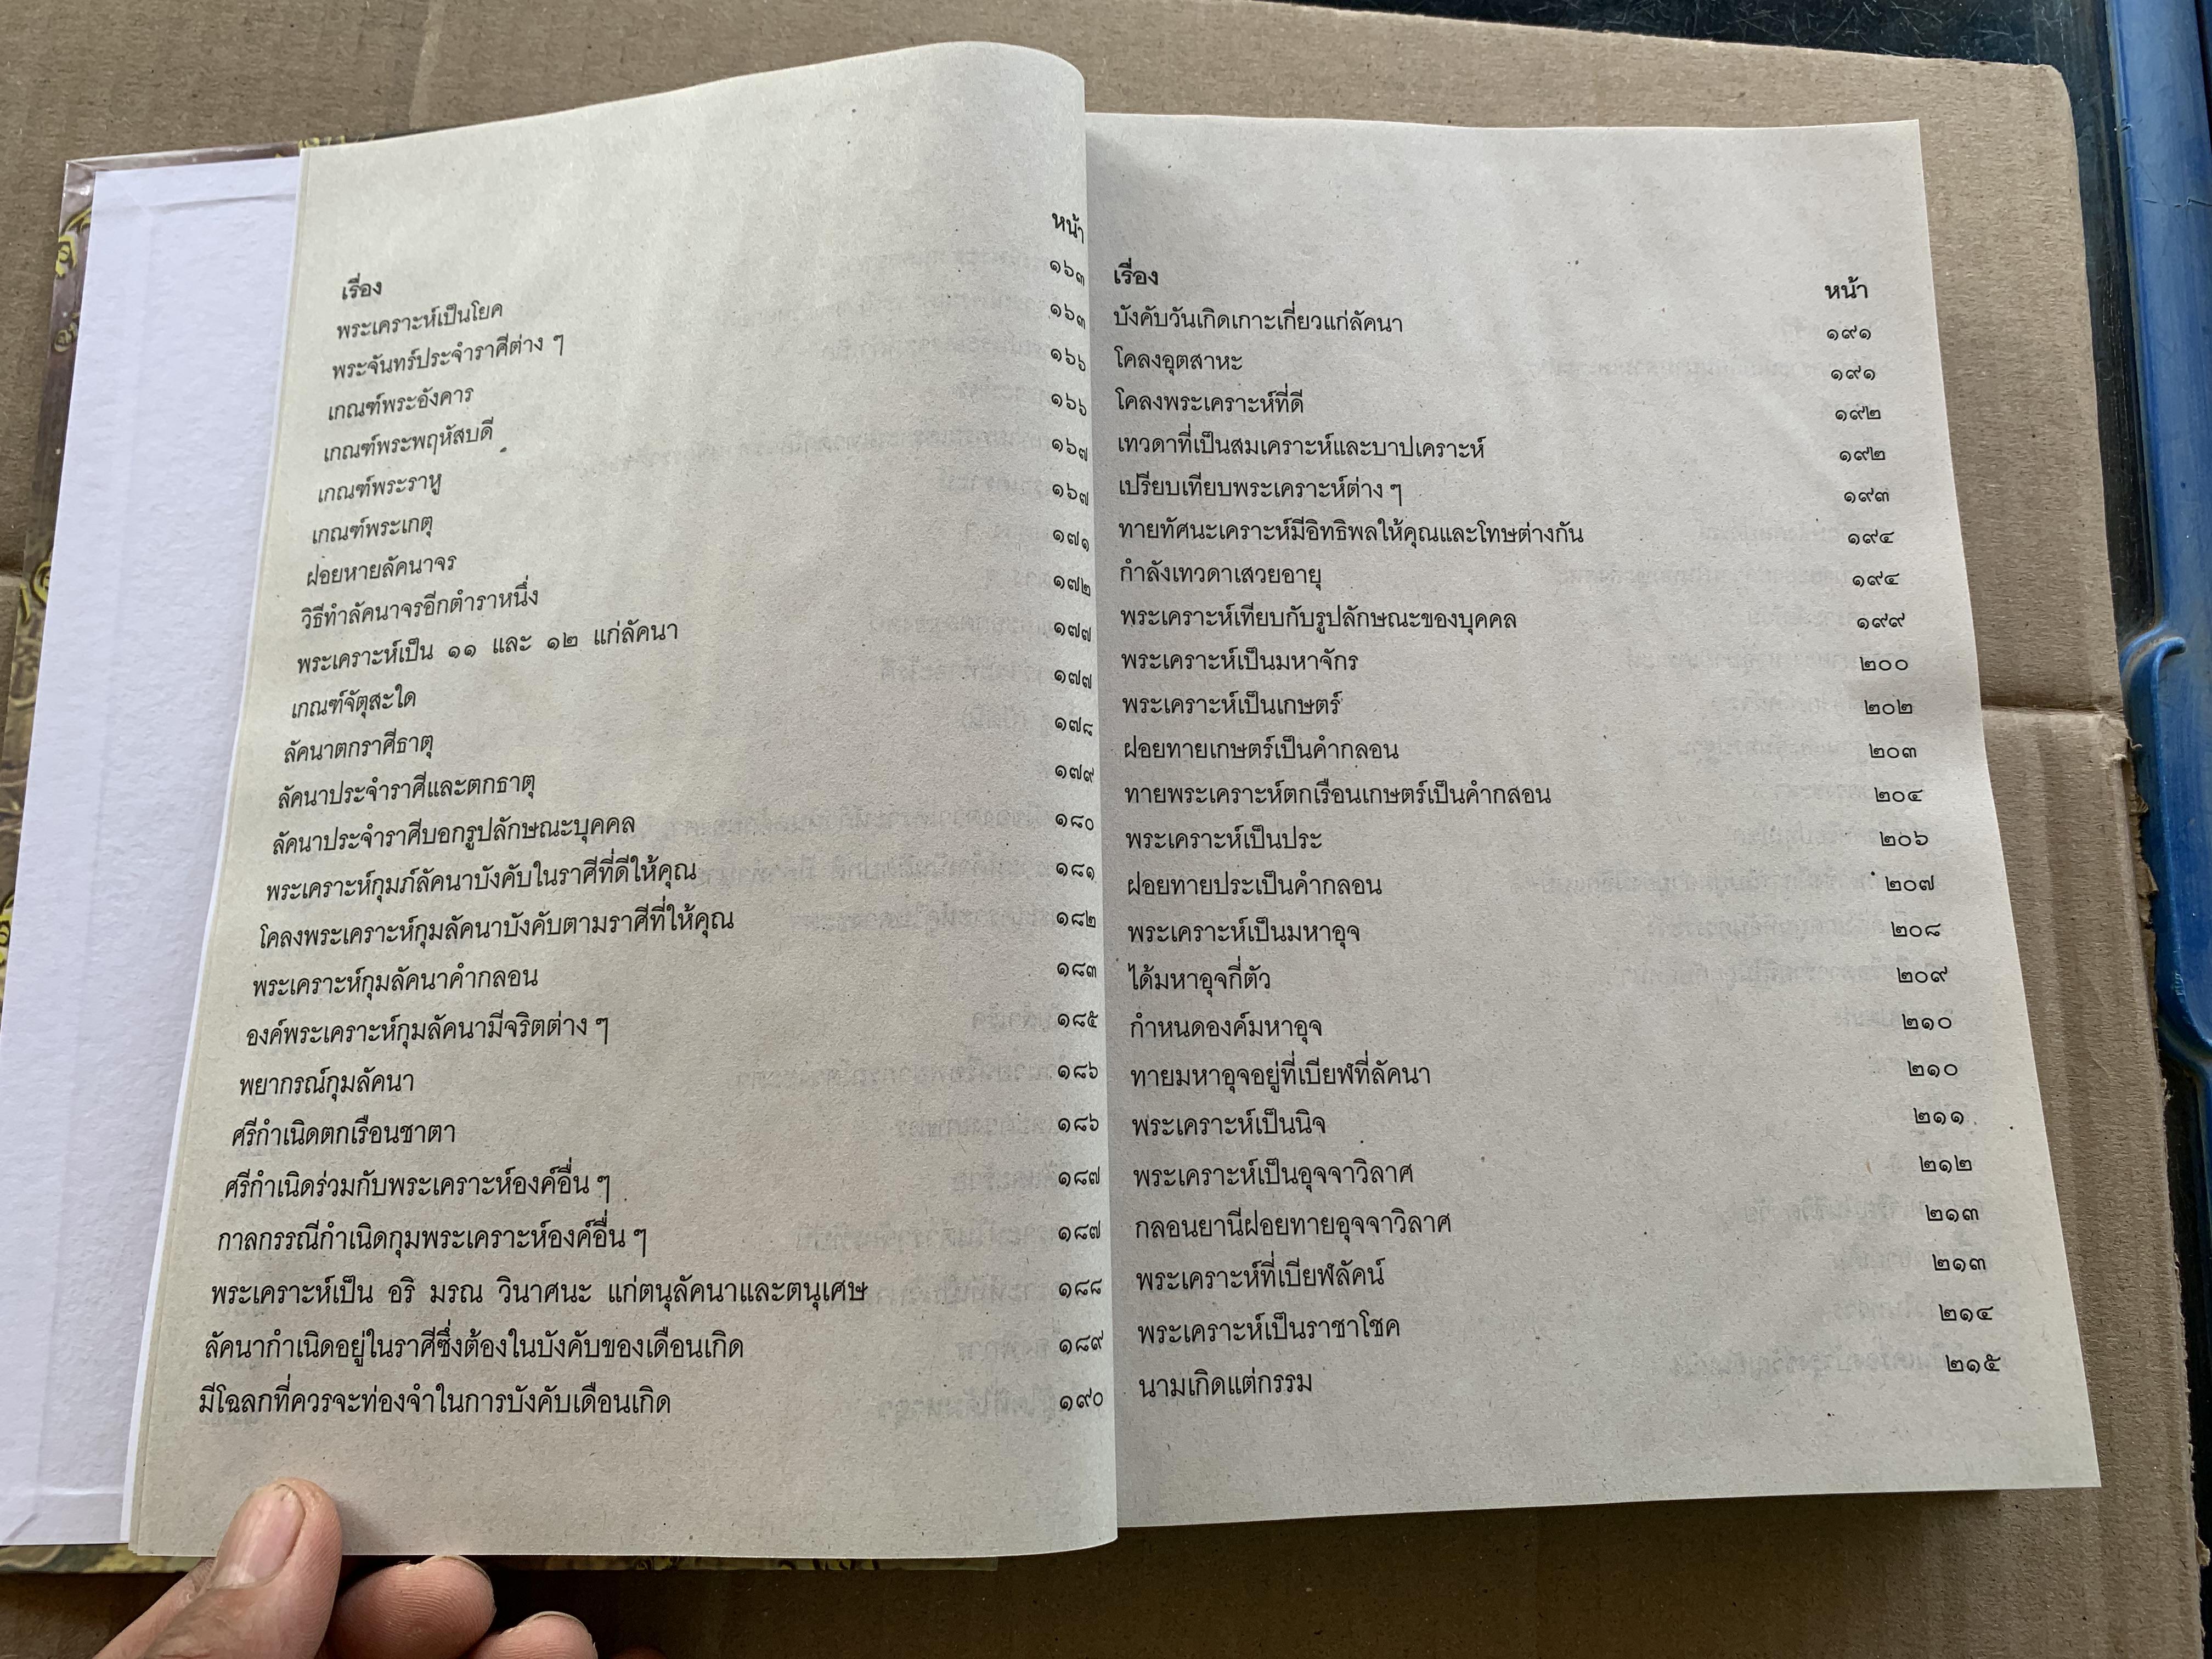 เรื่อง หน้า
พระเคราะห์เป็นโยค ๑๖๓
พระจันทร์ประจำราศีต่าง ๆ ๑๖๓
เกณฑ์พระอังคาร ๑๖๖
เกณฑ์พระพฤหัสบดี ๑๖๖
เกณฑ์พระราหู ๑๖๗
เกณฑ์พระเกตุ ๑๖๗
ฝอยหายลัคนาจร ๑๗๑
วิธีทำลัคนาจรอีกตำราหนึ่ง ๑๗๒
พระเคราะห์เป็น ๑๑ และ ๑๒ แก่ลัคนา ๑๗๗
เกณฑ์จัตุสะใด ๑๗๗
ลัคนาตกราศีธาตุ ๑๗๘
ลัคนาประจำราศีและตกธาตุ ๑๗๙
ลัคนาประจำราศีบอกรูปลักษณะบุคคล ๑๘๐
พระเคราะห์กุมภ์ลัคนาบังคับในราศีที่ดีให้คุณ ๑๘๑
โคลงพระเคราะห์กุมลัคนาบังคับตามราศีที่ให้คุณ ๑๘๒
พระเคราะห์กุมลัคนาคำกลอน ๑๘๓
องค์พระเคราะห์กุมลัคนามีจริตต่าง ๆ ๑๘๕
พยากรณ์กุมลัคนา ๑๘๖
ศรีกำเนิดตกเรือนชาตา ๑๘๖
ศรีกำเนิดร่วมกับพระเคราะห์องค์อื่น ๆ ๑๘๗
กาลกรรณีกำเนิดกุมพระเคราะห์องค์อื่น ๆ ๑๘๗
พระเคราะห์เป็น อริ มรณ วินาศนะ แก่ตนุลัคนาและตนุเศษ ๑๘๘
ลัคนากำเนิดอยู่ในราศีซึ่งต้องในบังคับของเดือนเกิด ๑๘๙
มีโฉลกที่ควรจะท่องจำในการบังคับเดือนเกิด ๑๙๐
เรื่อง หน้า
บังคับวันเกิดเกาะเกี่ยวแก่ลัคนา ๑๙๑
โคลงอุตสาหะ ๑๙๑
โคลงพระเคราะห์ที่ดี ๑๙๒
เทวดาที่เป็นสมเคราะห์และบาปเคราะห์ ๑๙๒
เปรียบเทียบพระเคราะห์ต่าง ๆ ๑๙๓
ทายทัศนะเคราะห์มีอิทธิพลให้คุณและโทษต่างกัน ๑๙๔
กำลังเทวดาเสวยอายุ ๑๙๔
พระเคราะห์เทียบกับรูปลักษณะของบุคคล ๑๙๙
พระเคราะห์เป็นมหาจักร ๒๐๐
พระเคราะห์เป็นเกษตร์ ๒๐๒
ฝอยทายเกษตร์เป็นคำกลอน ๒๐๓
ทายพระเคราะห์ตกเรือนเกษตร์เป็นคำกลอน ๒๐๔
พระเคราะห์เป็นประ ๒๐๖
ฝอยทายประเป็นคำกลอน ๒๐๗
พระเคราะห์เป็นมหาอุจ ๒๐๘
ได้มหาอุจกี่ตัว ๒๐๙
กำหนดองค์มหาอุจ ๒๑๐
ทายมหาอุจอยู่ที่เบียฬที่ลัคนา ๒๑๐
พระเคราะห์เป็นนิจ ๒๑๑
พระเคราะห์เป็นอุจจาวิลาศ ๒๑๒
กลอนยานีฝอยทายอุจจาวิลาศ ๒๑๓
พระเคราะห์ที่เบียฬลัคน์ ๒๑๓
พระเคราะห์เป็นราชาโชค ๒๑๔
นามเกิดแต่กรรม ๒๑๕